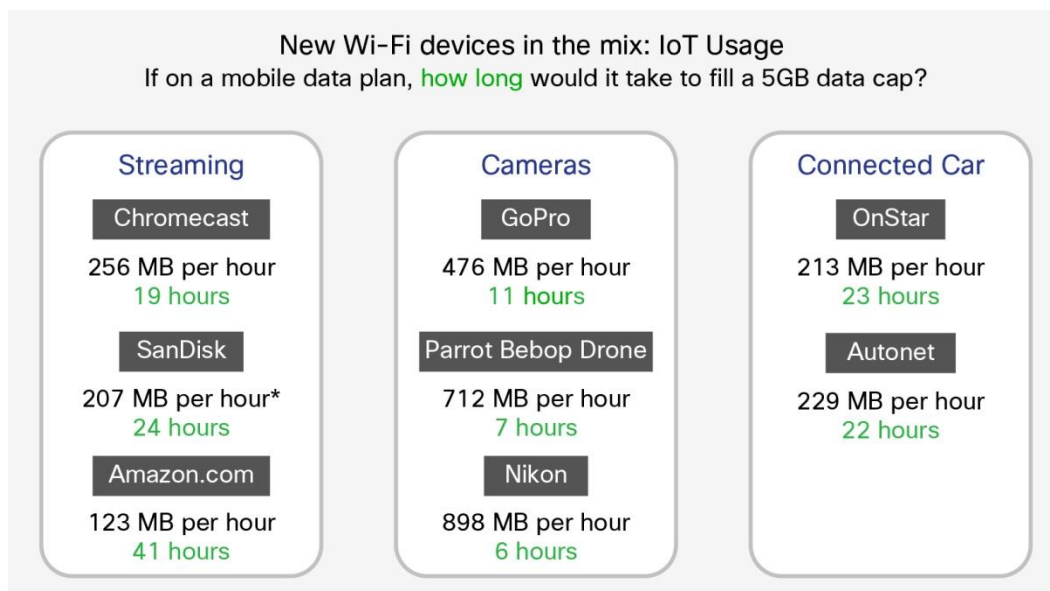 New Wi-Fi devices in the mix: IoT Usage
If on a mobile data plan, how long would it take to fill a 5GB data cap?
Streaming
Chromecast
256 MB per hour
19 hours
SanDisk
207 MB per hour*
24 hours
Amazon.com
123 MB per hour
41 hours
Cameras
GoPro
476 MB per hour
11 hours
Parrot Bebop Drone
712 MB per hour
7 hours
Nikon
898 MB per hour
6 hours
Connected Car
OnStar
213 MB per hour
23 hours
Autonet
229 MB per hour
22 hours